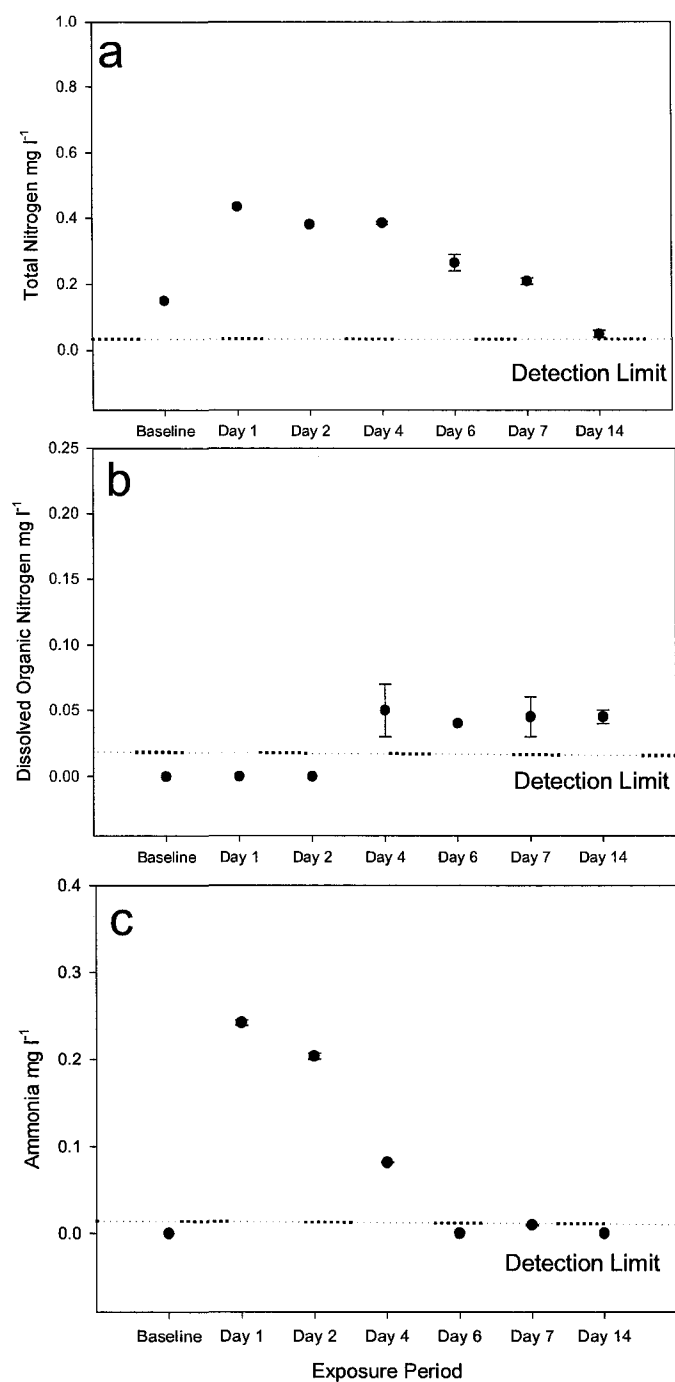 a
1.0
0.8
0.6
0.4
0.2
0.0
Total Nitrogen mg l⁻¹
Detection Limit
Baseline Day 1 Day 2 Day 4 Day 6 Day 7 Day 14
b
0.25
0.20
0.15
0.10
0.05
0.00
Dissolved Organic Nitrogen mg l⁻¹
Detection Limit
Baseline Day 1 Day 2 Day 4 Day 6 Day 7 Day 14
c
0.4
0.3
0.2
0.1
0.0
Ammonia mg l⁻¹
Detection Limit
Baseline Day 1 Day 2 Day 4 Day 6 Day 7 Day 14
Exposure Period